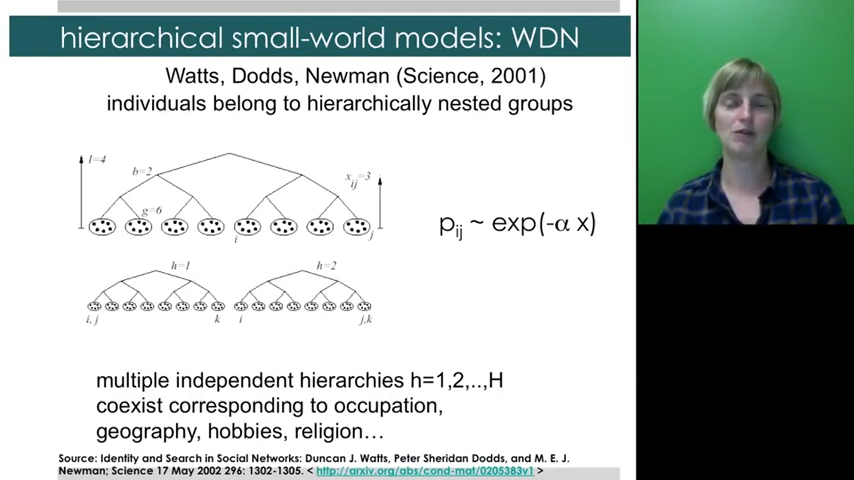 hierarchical small-world models: WDN
Watts, Dodds, Newman (Science, 2001)
individuals belong to hierarchically nested groups
l=4
b=2
x_ij=3
g=6
i
j
p_ij ~ exp(-α x)
h=1
h=2
i, j
k
i
j,k
multiple independent hierarchies h=1,2,..,H
coexist corresponding to occupation,
geography, hobbies, religion…
Source: Identity and Search in Social Networks: Duncan J. Watts, Peter Sheridan Dodds, and M. E. J.
Newman; Science 17 May 2002 296: 1302-1305. < http://arxiv.org/abs/cond-mat/0205383v1 >